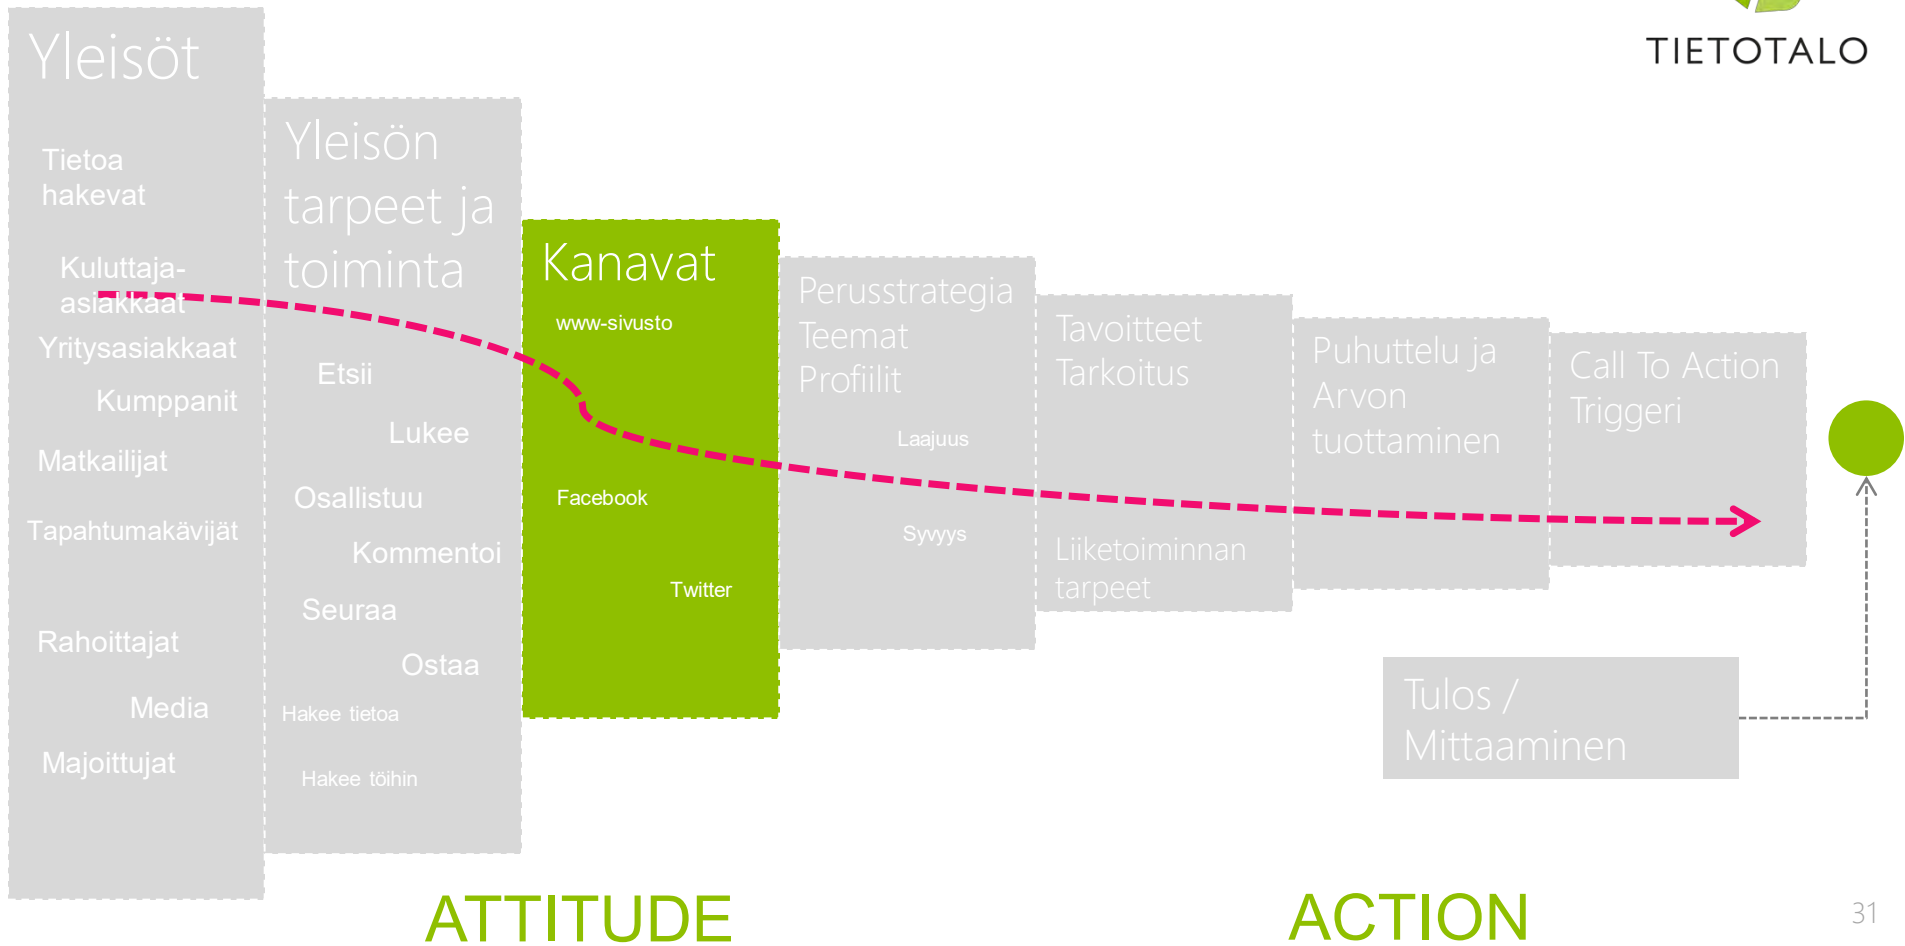 TIETOTALO
Yleisöt
Tietoa
hakevat
Kuluttaja-
asiakkaat
Yritysasiakkaat
Kumppanit
Matkailijat
Tapahtumakävijät
Rahoittajat
Media
Majoittujat
Yleisön
tarpeet ja
toiminta
Etsii
Lukee
Osallistuu
Kommentoi
Seuraa
Ostaa
Hakee tietoa
Hakee töihin
Kanavat
www-sivusto
Facebook
Twitter
Perusstrategia
Teemat
Profiilit
Laajuus
Syvyys
Tavoitteet
Tarkoitus
Liiketoiminnan
tarpeet
Puhuttelu ja
Arvon
tuottaminen
Call To Action
Triggeri
Tulos /
Mittaaminen
ATTITUDE
ACTION
31